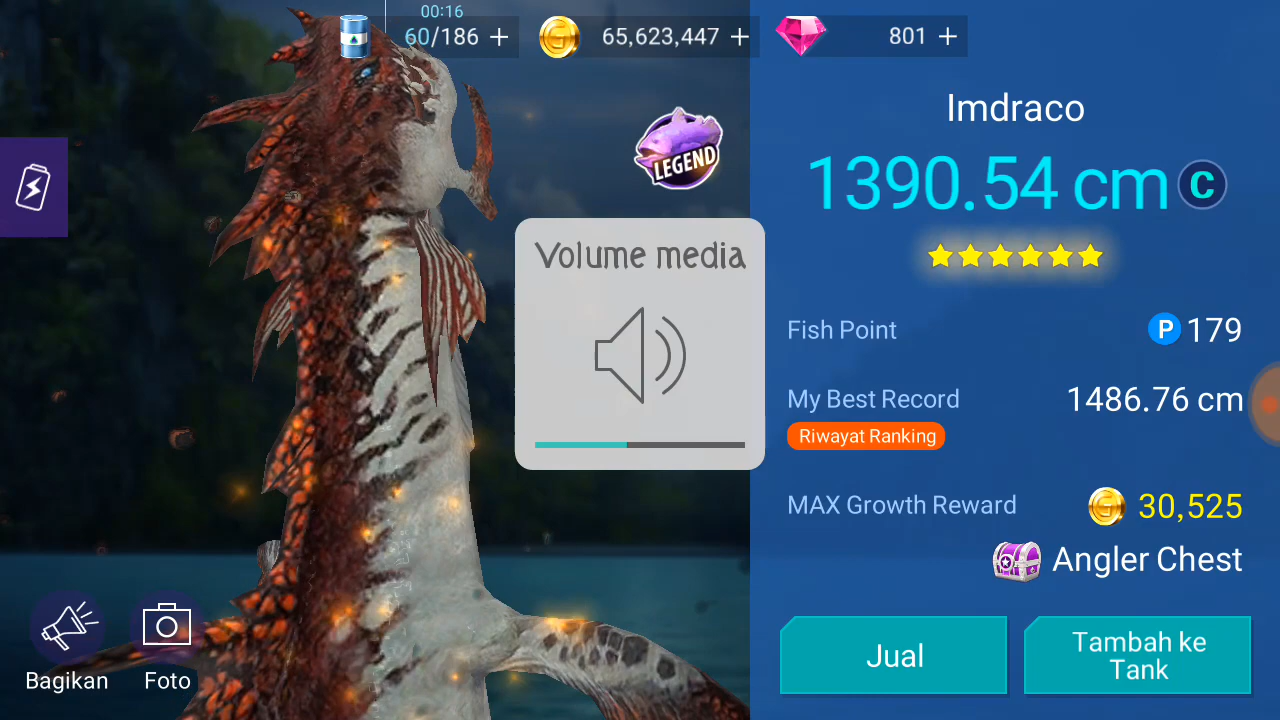 00:16
60/186 +
65,623,447 +
801 +
LEGEND
Imdraco
1390.54 cm C
Volume media
Fish Point
P 179
My Best Record
1486.76 cm
Riwayat Ranking
MAX Growth Reward
G 30,525
Angler Chest
Bagikan
Foto
Jual
Tambah ke
Tank